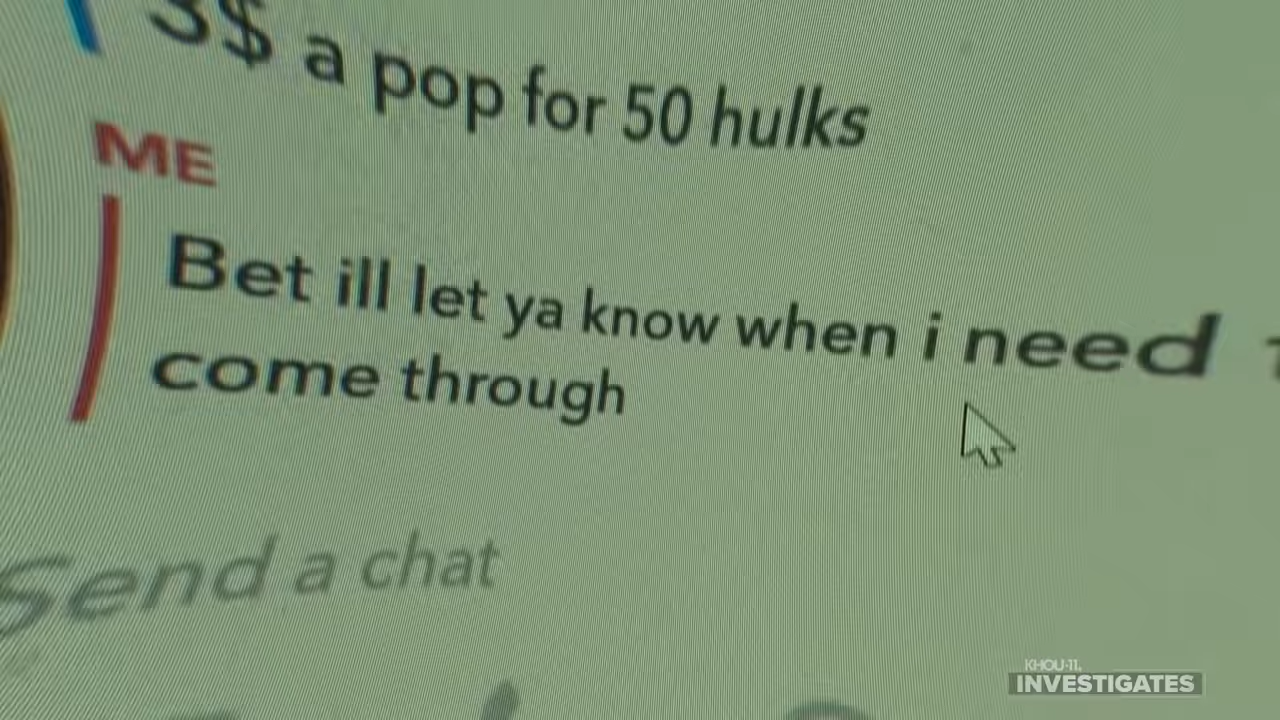 3$ a pop for 50 hulks
ME
Bet ill let ya know when i need
come through
Send a chat
KHOU-11
INVESTIGATES